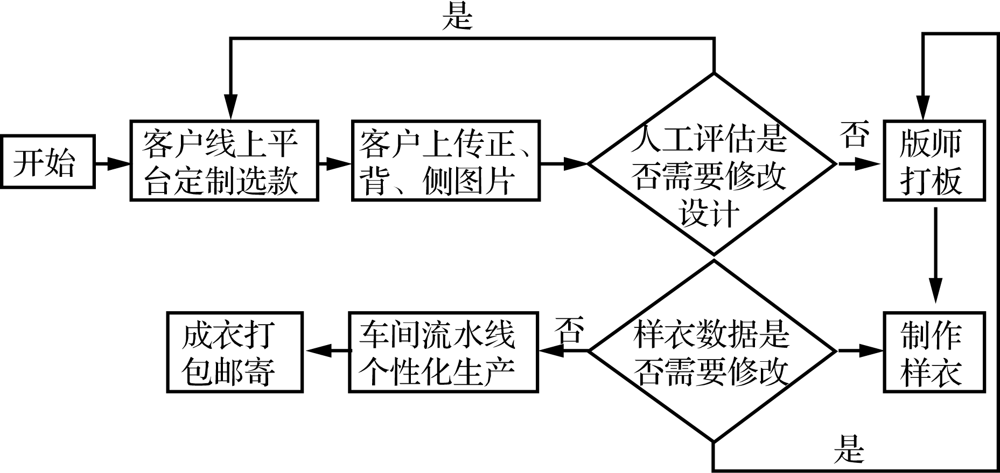 是
开始
客户线上平
台定制选款
客户上传正、
背、侧图片
人工评估是
否需要修改
设计
否
版师
打板
成衣打
包邮寄
车间流水线
个性化生产
否
样衣数据是
否需要修改
制作
样衣
是